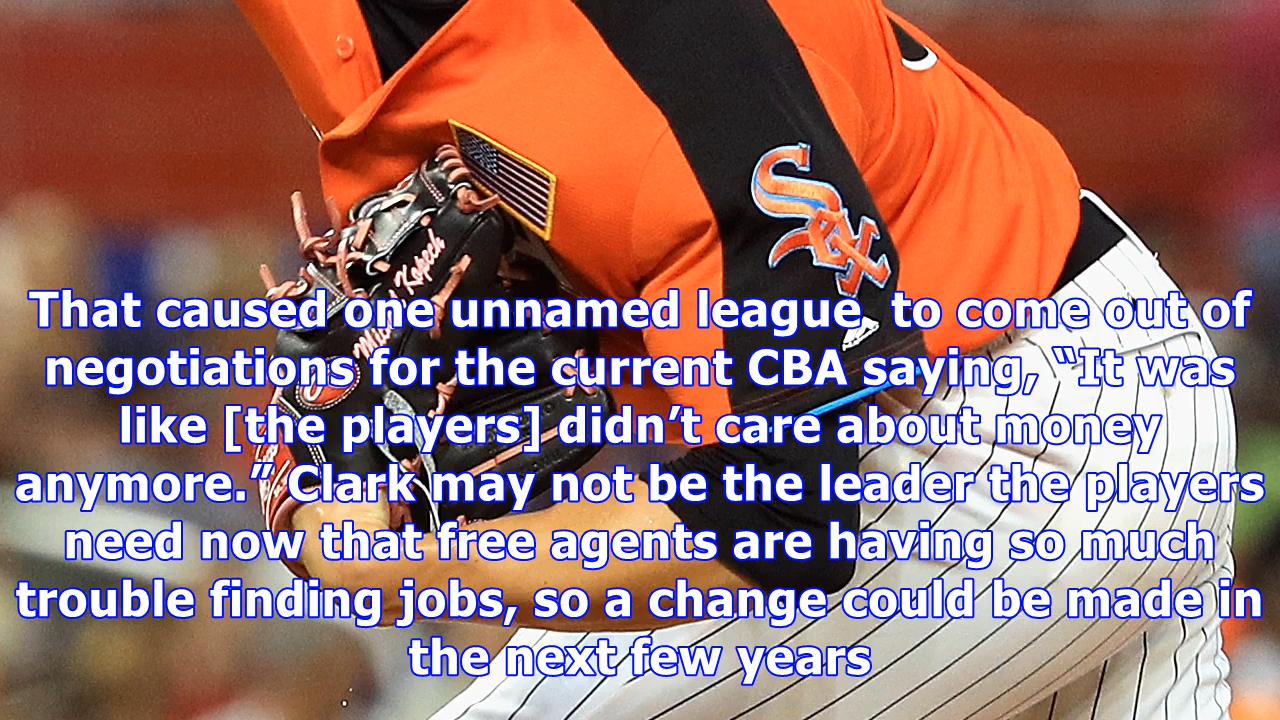 Sox
Kopech
That caused one unnamed league  to come out of
negotiations for the current CBA saying, “It was
like [the players] didn’t care about money
anymore.” Clark may not be the leader the players
need now that free agents are having so much
trouble finding jobs, so a change could be made in
the next few years